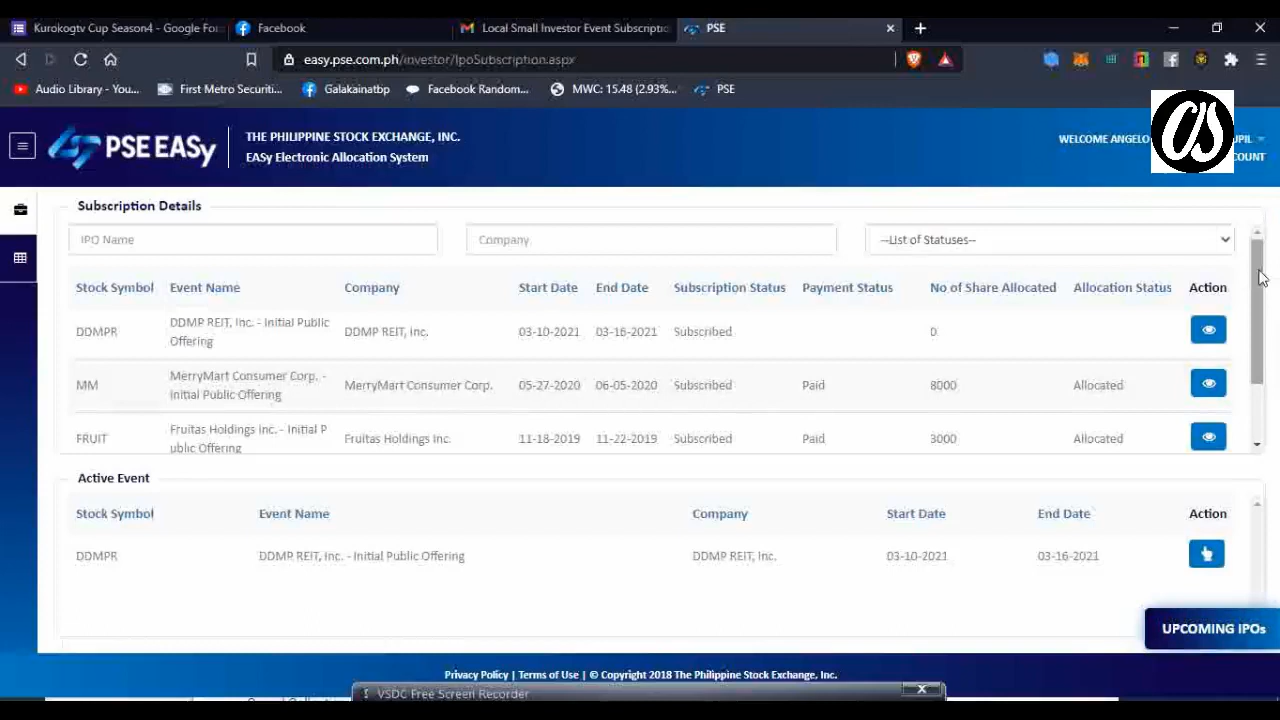 Kurokogtv Cup Season4 - Google For
Facebook
Local Small Investor Event Subscriptio
PSE
easy.pse.com.ph/investor/IpoSubscription.aspx
Audio Library - You...
First Metro Securiti...
Galakainatbp
Facebook Random...
MWC: 15.48 (2.93%...
PSE
PSE EASy
THE PHILIPPINE STOCK EXCHANGE, INC.
EASy Electronic Allocation System
WELCOME ANGELO
UPIL
COUNT
CS
Subscription Details
IPO Name
Company
--List of Statuses--
Stock Symbol Event Name Company Start Date End Date Subscription Status Payment Status No of Share Allocated Allocation Status Action
DDMPR DDMP REIT, Inc. - Initial Public Offering DDMP REIT, Inc. 03-10-2021 03-16-2021 Subscribed 0
MM MerryMart Consumer Corp. - Initial Public Offering MerryMart Consumer Corp. 05-27-2020 06-05-2020 Subscribed Paid 8000 Allocated
FRUIT Fruitas Holdings Inc. - Initial P ublic Offering Fruitas Holdings Inc. 11-18-2019 11-22-2019 Subscribed Paid 3000 Allocated
Active Event
Stock Symbol Event Name Company Start Date End Date Action
DDMPR DDMP REIT, Inc. - Initial Public Offering DDMP REIT, Inc. 03-10-2021 03-16-2021
UPCOMING IPOs
Privacy Policy | Terms of Use | © Copyright 2018 The Philippine Stock Exchange, Inc.
VSDC Free Screen Recorder